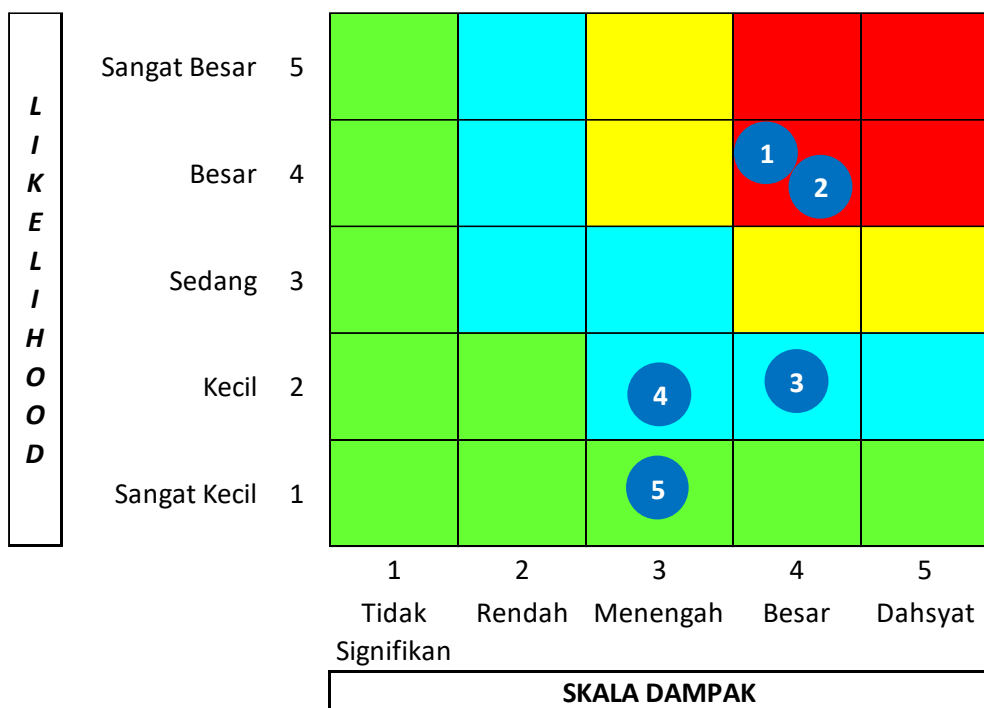 LIKELIHOOD
Sangat Besar 5
Besar 4
1
2
Sedang 3
Kecil 2
4
3
Sangat Kecil 1
5
1 2 3 4 5
Tidak Rendah Menengah Besar Dahsyat
Signifikan
SKALA DAMPAK